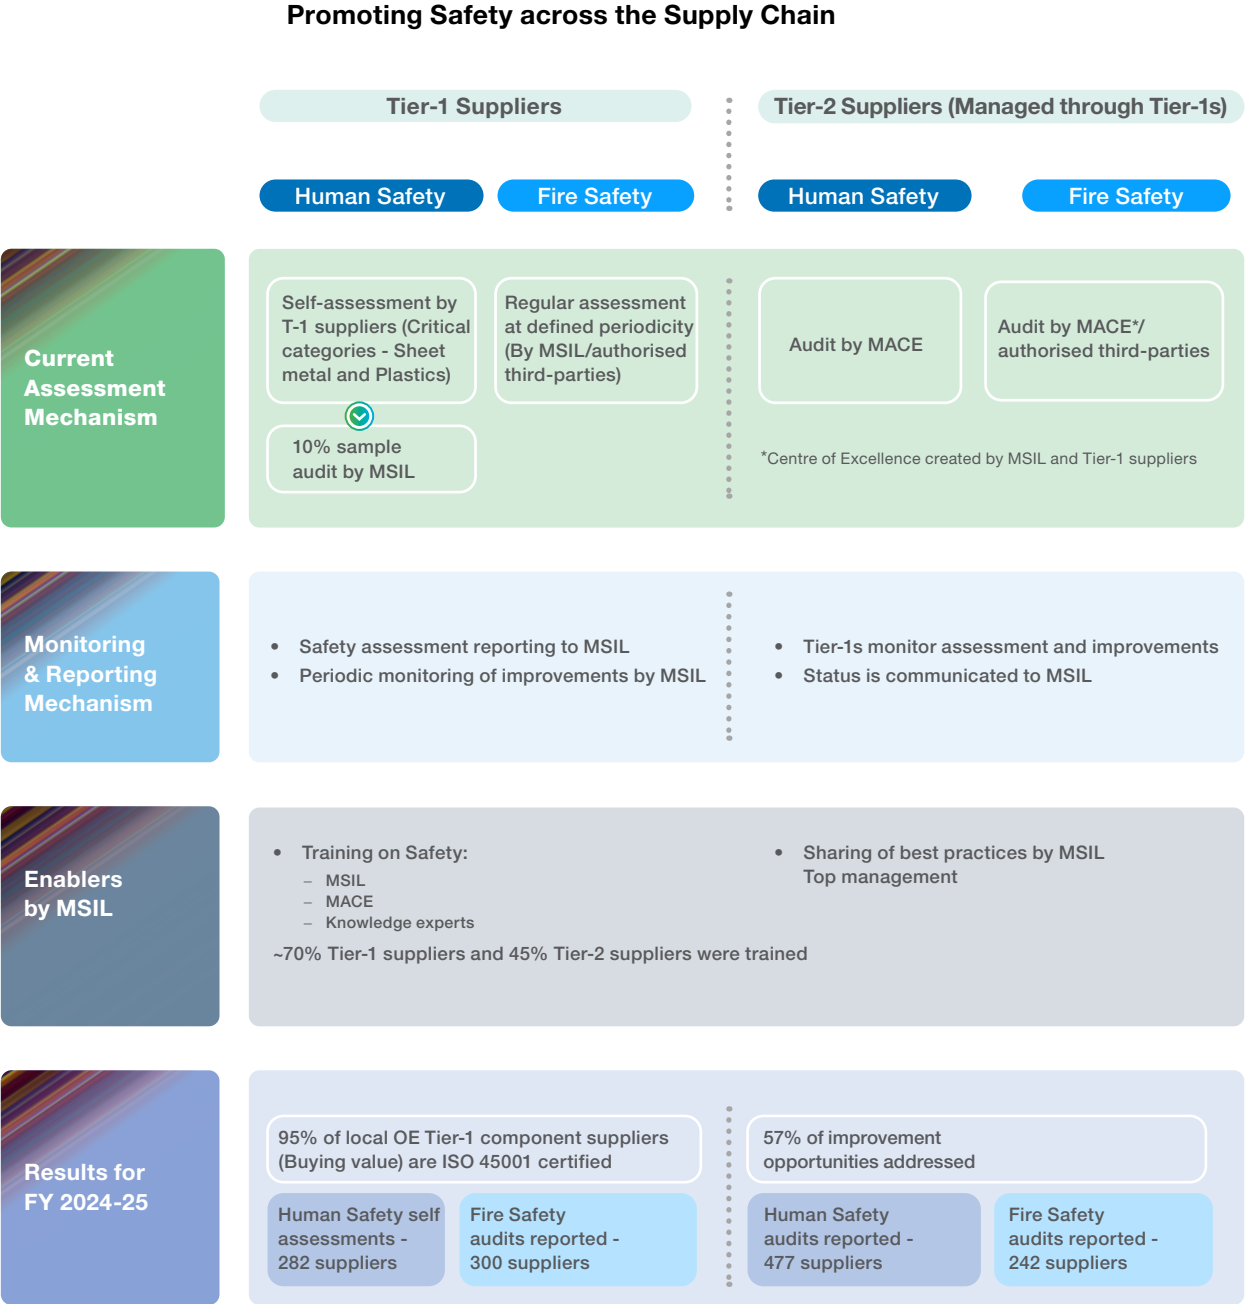 Promoting Safety across the Supply Chain
Tier-1 Suppliers
Tier-2 Suppliers (Managed through Tier-1s)
Human Safety
Fire Safety
Human Safety
Fire Safety
Current
Assessment
Mechanism
Self-assessment by
T-1 suppliers (Critical
categories - Sheet
metal and Plastics)
10% sample
audit by MSIL
Regular assessment
at defined periodicity
(By MSIL/authorised
third-parties)
Audit by MACE
Audit by MACE*/
authorised third-parties
*Centre of Excellence created by MSIL and Tier-1 suppliers
Monitoring
& Reporting
Mechanism
• Safety assessment reporting to MSIL
• Periodic monitoring of improvements by MSIL
• Tier-1s monitor assessment and improvements
• Status is communicated to MSIL
Enablers
by MSIL
• Training on Safety:
– MSIL
– MACE
– Knowledge experts
~70% Tier-1 suppliers and 45% Tier-2 suppliers were trained
• Sharing of best practices by MSIL
Top management
Results for
FY 2024-25
95% of local OE Tier-1 component suppliers
(Buying value) are ISO 45001 certified
Human Safety self
assessments -
282 suppliers
Fire Safety
audits reported -
300 suppliers
57% of improvement
opportunities addressed
Human Safety
audits reported -
477 suppliers
Fire Safety
audits reported -
242 suppliers